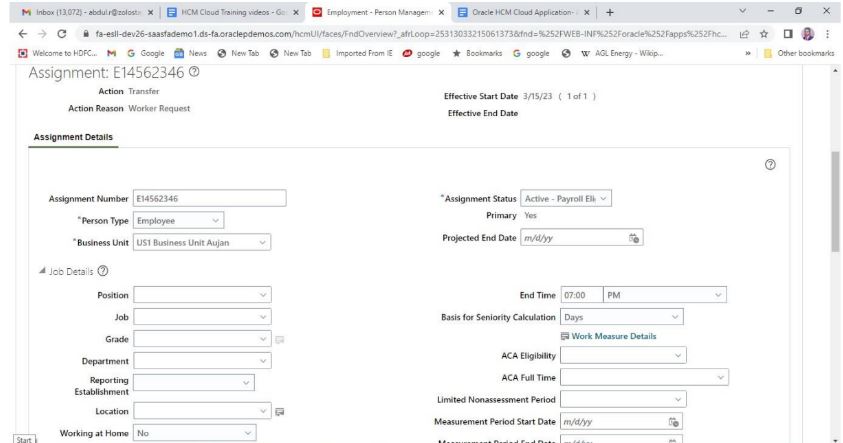 Inbox (13,072) - abdul.r@zolosta
HCM Cloud Training videos - Go
Employment - Person Managem
Oracle HCM Cloud Application
fa-esll-dev26-saasfademo1.ds-fa.oraclepdemos.com/hcmUI/faces/FndOverview?_afrLoop=25313033215061373&fnd=%252FWEB-INF%252Foracle%252Fapps%252Fhc...
Welcome to HDFC...
Google
News
New Tab
New Tab
Imported From IE
google
Bookmarks
google
AGL Energy - Wikip...
Other bookmarks
Assignment: E14562346
Action Transfer
Effective Start Date 3/15/23 ( 1 of 1 )
Action Reason Worker Request
Effective End Date
Assignment Details
Assignment Number E14562346
*Assignment Status Active - Payroll Eli
*Person Type Employee
Primary Yes
*Business Unit US1 Business Unit Aujan
Projected End Date m/d/yy
Job Details
Position
End Time 07:00 PM
Job
Basis for Seniority Calculation Days
Grade
Work Measure Details
Department
ACA Eligibility
Reporting
Establishment
ACA Full Time
Limited Nonassessment Period
Location
Measurement Period Start Date m/d/yy
Working at Home No
Measurement Period End Date m/d/yy
Start